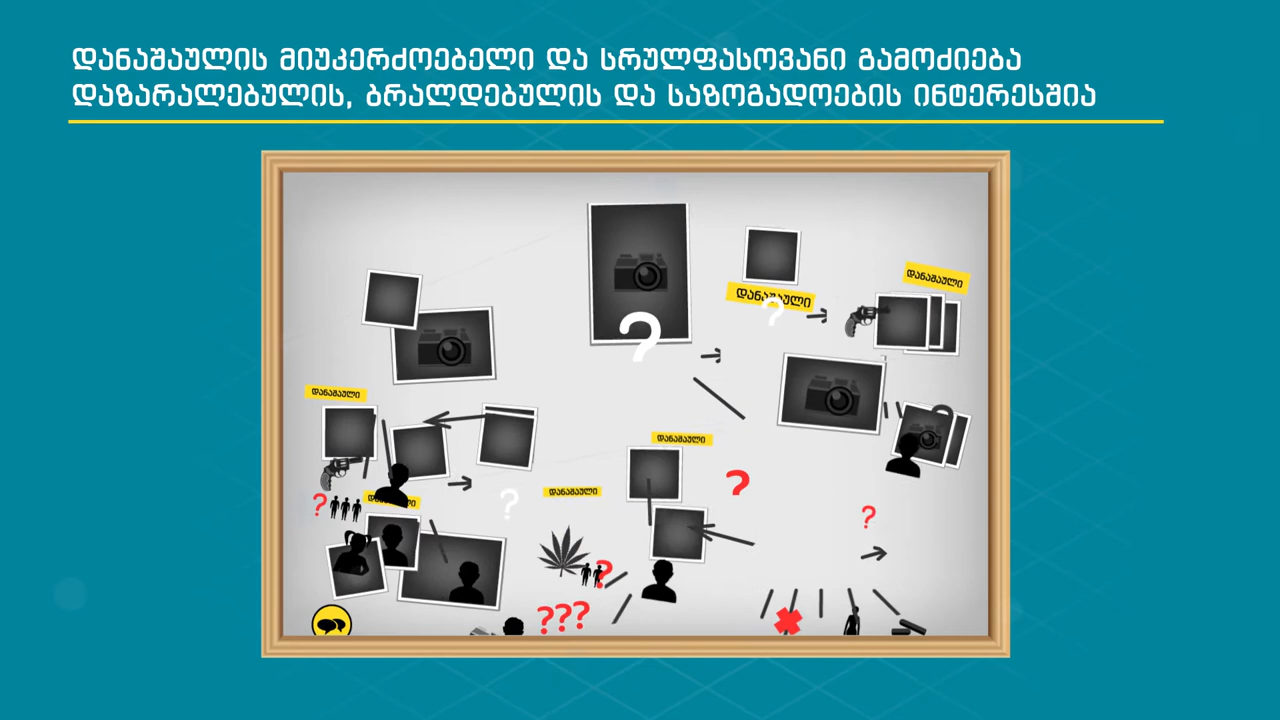 დანაშაულის მიუკერძოებელი და სრულფასოვანი გამოძიება
დაზარალებულის, ბრალდებულის და საზოგადოების ინტერესშია
დანაშაული
დანაშაული
?
დანაშაული
დანაშაული
?
?
დანაშაული
?
?
?
???